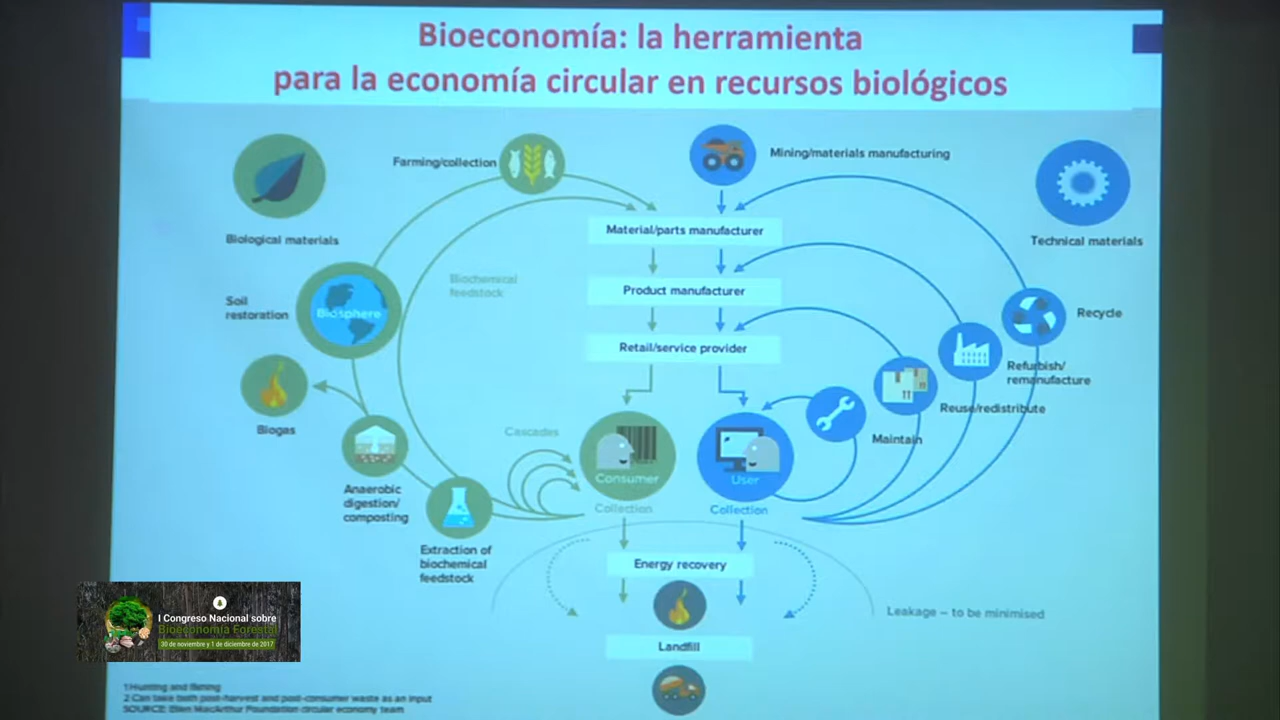 Bioeconomía: la herramienta
para la economía circular en recursos biológicos
Farming/collection
Mining/materials manufacturing
Biological materials
Technical materials
Material/parts manufacturer
Biochemical
feedstock
Product manufacturer
Soil
restoration
Biosphere
Recycle
Retail/service provider
Refurbish/
remanufacture
Reuse/redistribute
Biogas
Cascades
Maintain
Consumer
User
Anaerobic
digestion/
composting
Collection
Collection
Extraction of
biochemical
feedstock
Energy recovery
Leakage – to be minimised
Landfill
I Congreso Nacional sobre
Bioeconomía Forestal
30 de noviembre y 1 de diciembre de 2017
1 Hunting and fishing
2 Can take both post-harvest and post-consumer waste as an input
SOURCE: Ellen MacArthur Foundation circular economy team